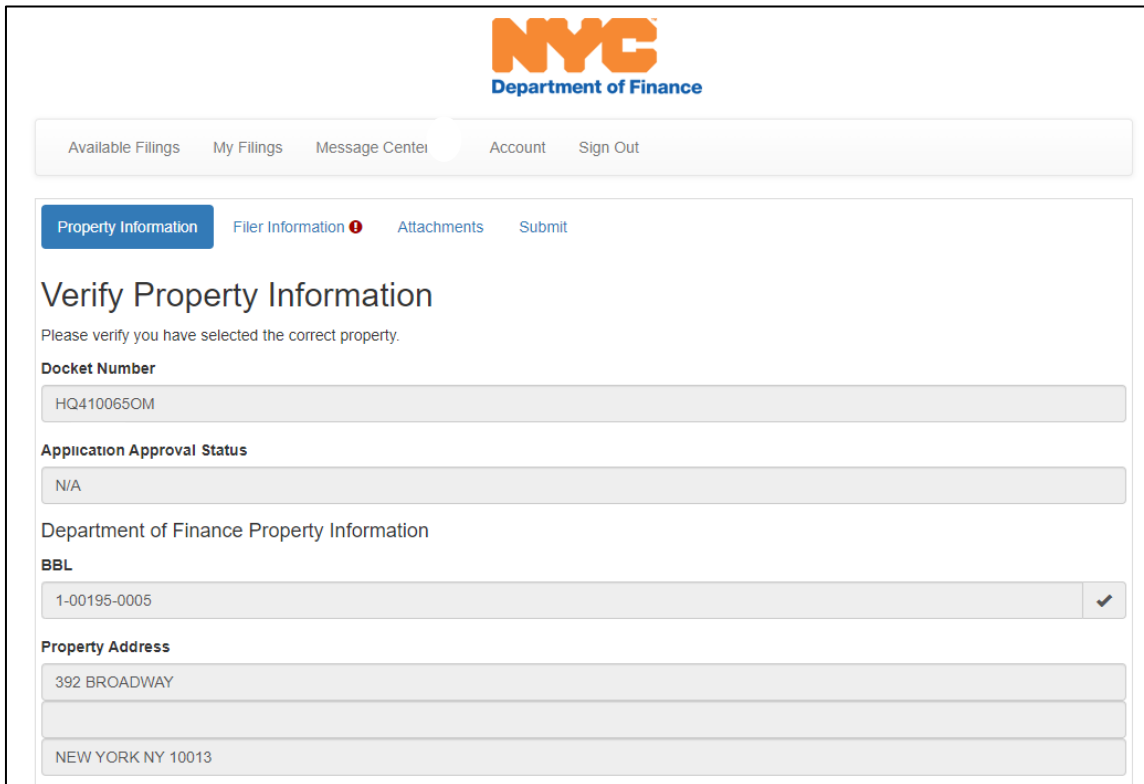 NYC
Department of Finance
Available Filings My Filings Message Center Account Sign Out
Property Information Filer Information Attachments Submit
Verify Property Information
Please verify you have selected the correct property.
Docket Number
HQ410065OM
Application Approval Status
N/A
Department of Finance Property Information
BBL
1-00195-0005
Property Address
392 BROADWAY
NEW YORK NY 10013